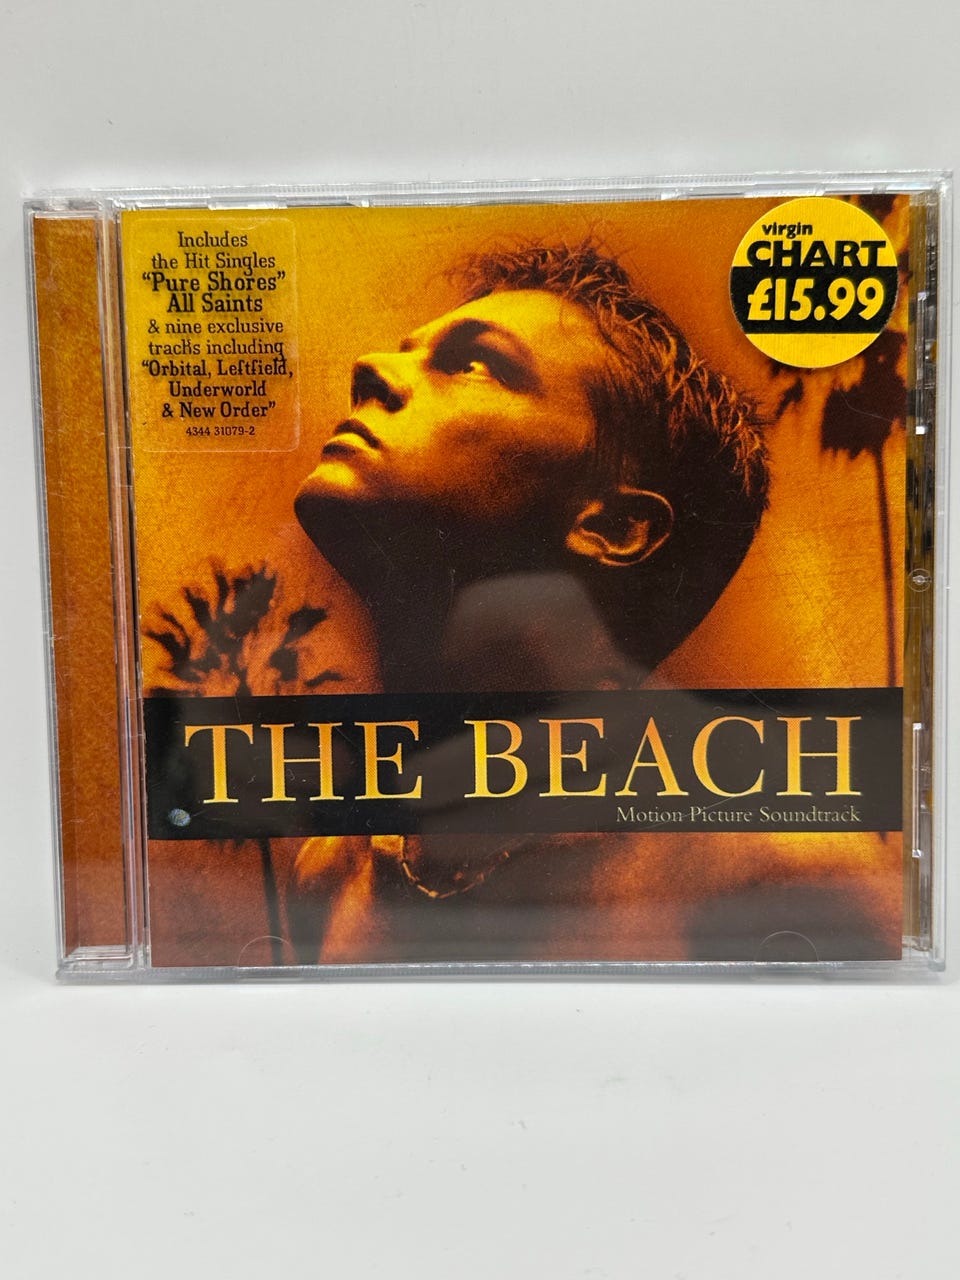 Includes
the Hit Singles
“Pure Shores”
All Saints
& nine exclusive
tracks including
“Orbital, Leftfield,
Underworld
& New Order”
4344 31079-2
virgin
CHART
£15.99
THE BEACH
Motion Picture Soundtrack